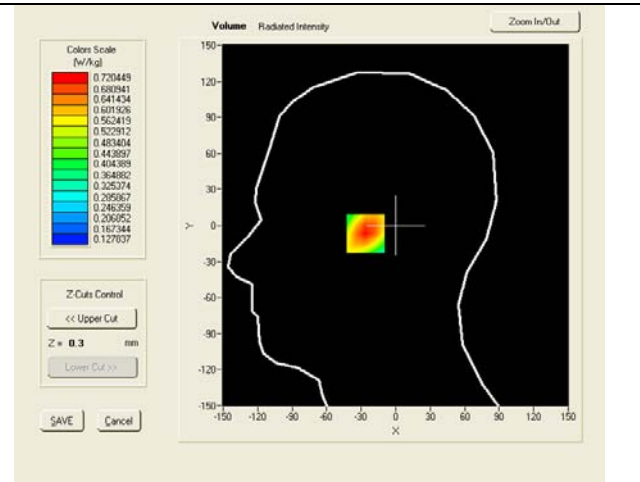 Volume Radiated Intensity
Zoom In/Out
Colors Scale
(W/kg)
0.720449
0.680941
0.641434
0.601926
0.562419
0.522912
0.483404
0.443897
0.404389
0.364882
0.325374
0.285867
0.246359
0.206852
0.167344
0.127837
Z-Cuts Control
<< Upper Cut
Z = 0.3 mm
Lower Cut >>
SAVE Cancel
150
120
90
60
30
0
-30
-60
-90
-120
-150
Y
-150 -120 -90 -60 -30 0 30 60 90 120 150
X